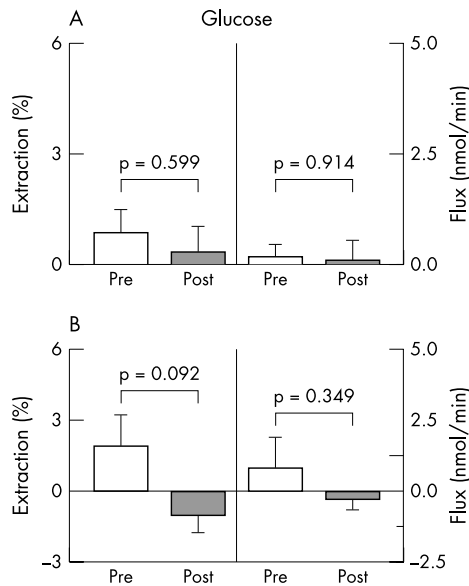 A Glucose
6 5.0
Extraction (%)
Flux (nmol/min)
3 2.5
p = 0.599 p = 0.914
0 0.0
Pre Post Pre Post
B
6 5.0
p = 0.092 p = 0.349
Extraction (%)
Flux (nmol/min)
3 2.5
0 0.0
–3 –2.5
Pre Post Pre Post